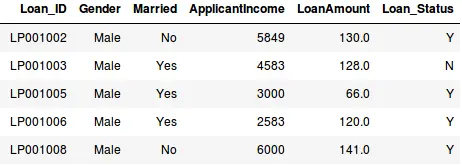 Loan_ID Gender Married ApplicantIncome LoanAmount Loan_Status
LP001002 Male No 5849 130.0 Y
LP001003 Male Yes 4583 128.0 N
LP001005 Male Yes 3000 66.0 Y
LP001006 Male Yes 2583 120.0 Y
LP001008 Male No 6000 141.0 Y